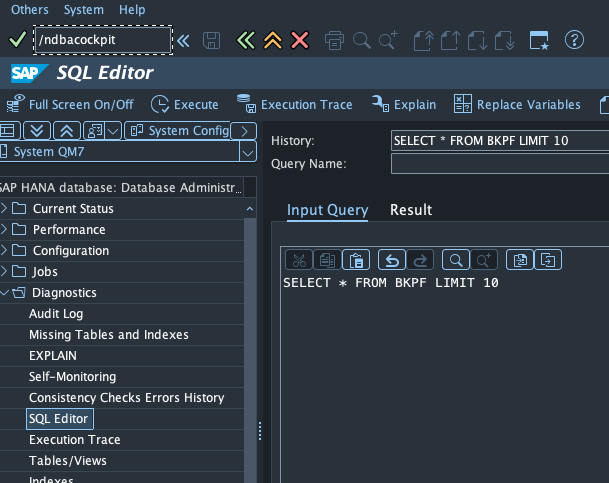 Others System Help
/ndbacockpit
SAP SQL Editor
Full Screen On/Off Execute Execution Trace Explain Replace Variables
System Config
System QM7
SAP HANA database: Database Administr...
Current Status
Performance
Configuration
Jobs
Diagnostics
Audit Log
Missing Tables and Indexes
EXPLAIN
Self-Monitoring
Consistency Checks Errors History
SQL Editor
Execution Trace
Tables/Views
Indexes
History: SELECT * FROM BKPF LIMIT 10
Query Name:
Input Query Result
SELECT * FROM BKPF LIMIT 10